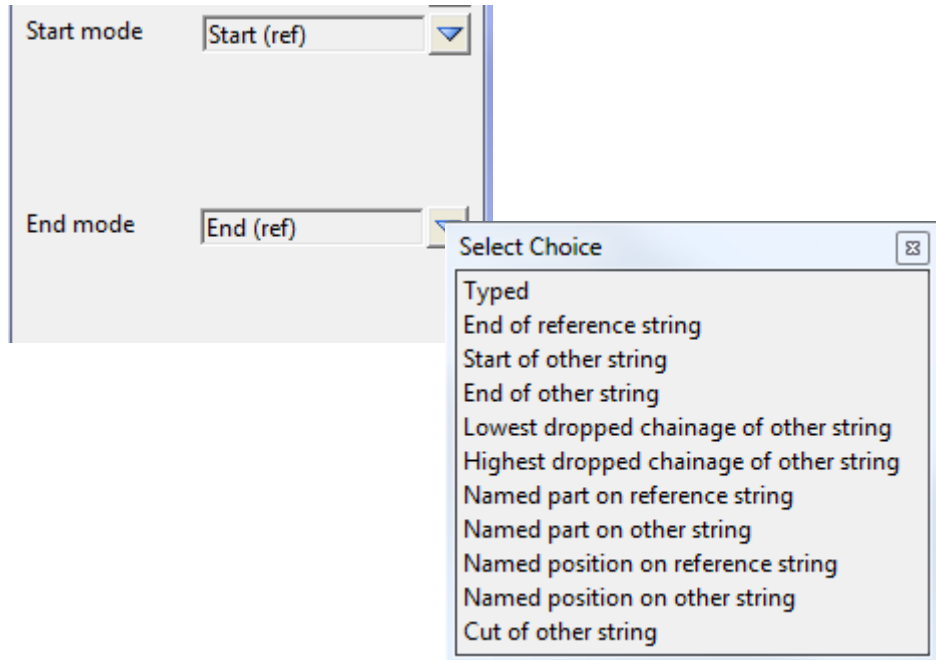 Start mode Start (ref)
End mode End (ref)
Select Choice
Typed
End of reference string
Start of other string
End of other string
Lowest dropped chainage of other string
Highest dropped chainage of other string
Named part on reference string
Named part on other string
Named position on reference string
Named position on other string
Cut of other string